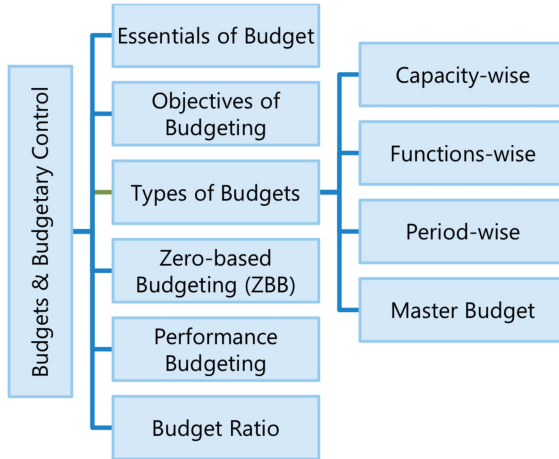 Budgets & Budgetary Control
Essentials of Budget
Objectives of
Budgeting
Types of Budgets
Zero-based
Budgeting (ZBB)
Performance
Budgeting
Budget Ratio
Capacity-wise
Functions-wise
Period-wise
Master Budget